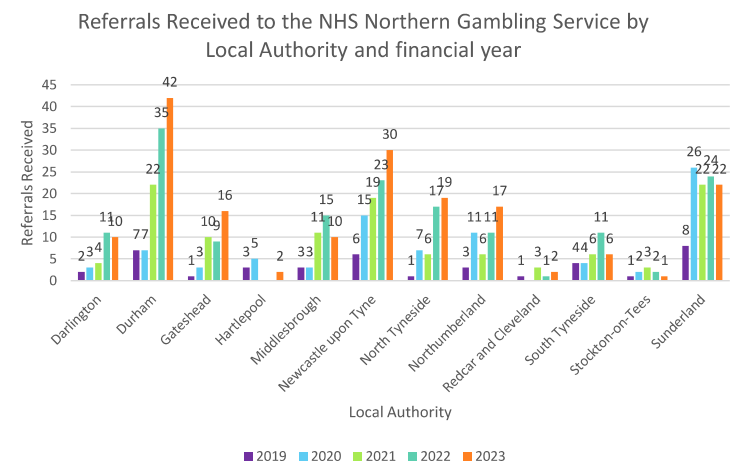 Referrals Received to the NHS Northern Gambling Service by
Local Authority and financial year
Referrals Received
45
40
35
30
25
20
15
10
5
0
2 3 4 11 10
7 7 22 35 42
1 3 10 9 16
3 5 2
3 3 11 15 10
6 15 19 23 30
1 7 6 17 19
3 11 6 11 17
1 3 1 2
4 4 6 11 6
1 2 3 2 1
8 26 22 24 22
Darlington
Durham
Gateshead
Hartlepool
Middlesbrough
Newcastle upon Tyne
North Tyneside
Northumberland
Redcar and Cleveland
South Tyneside
Stockton-on-Tees
Sunderland
Local Authority
2019 2020 2021 2022 2023